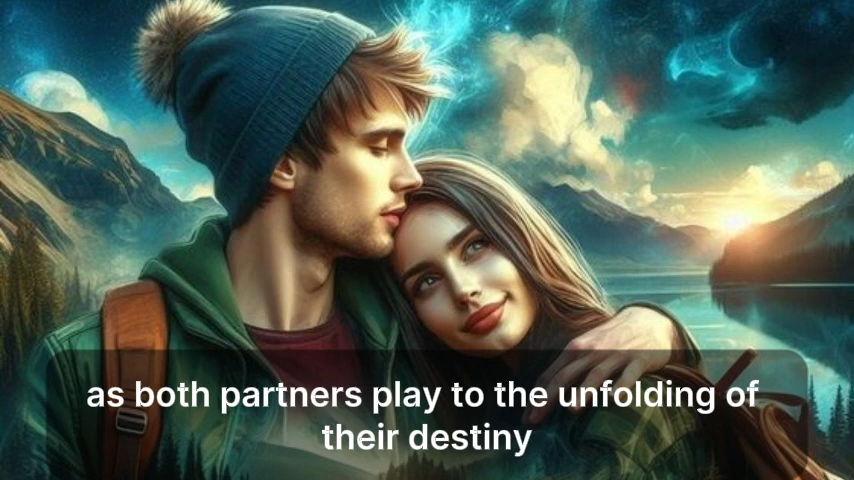 as both partners play to the unfolding of
their destiny